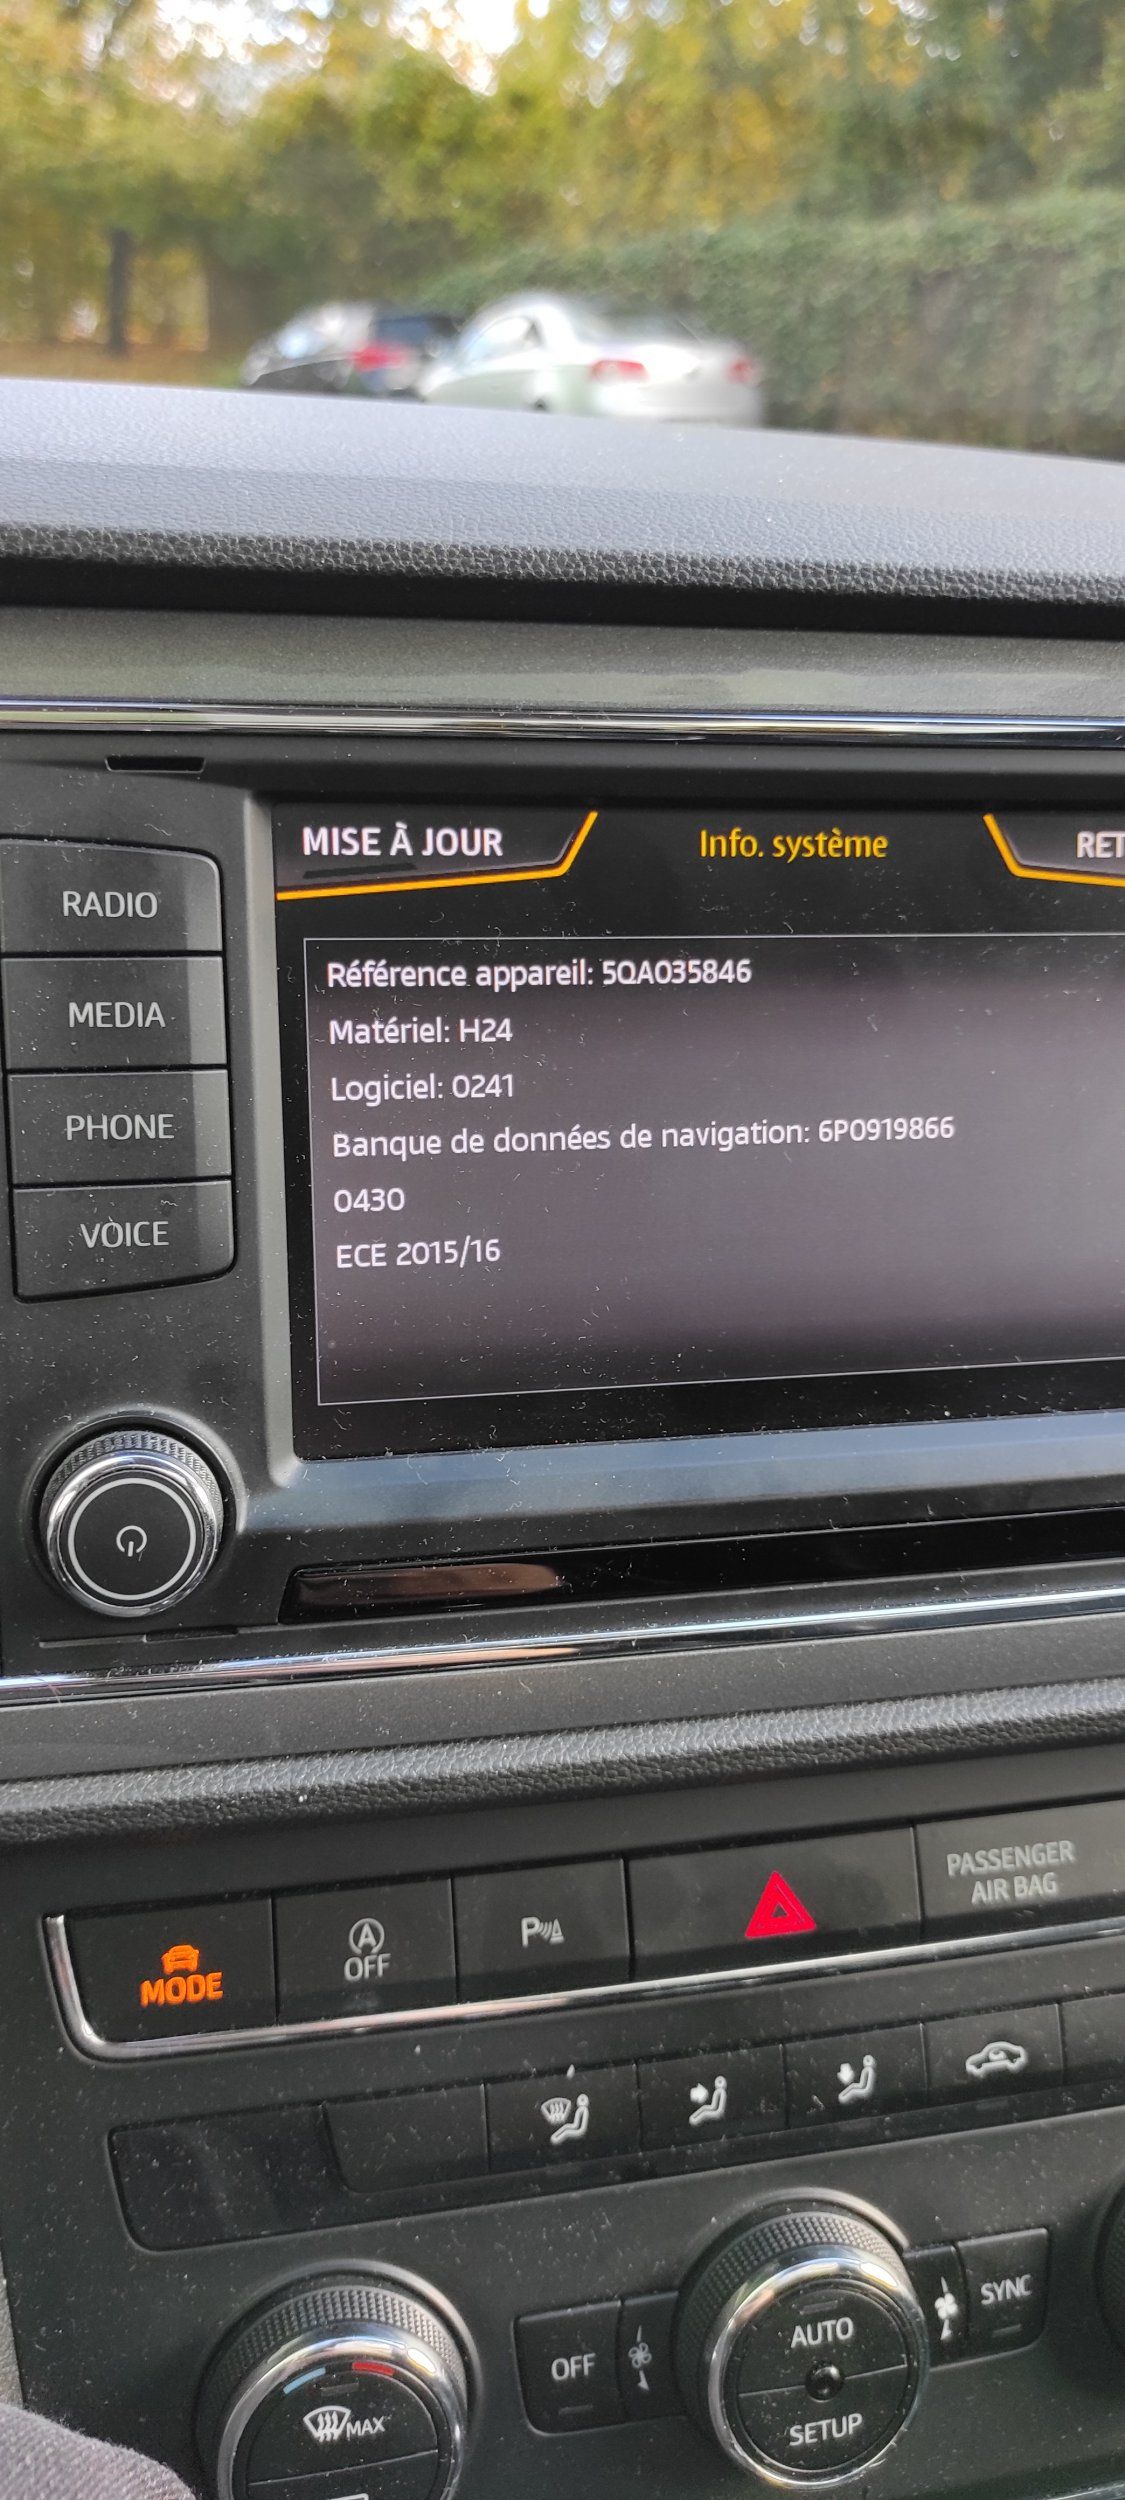 MISE À JOUR
Info. système
RET
RADIO
MEDIA
PHONE
VOICE
Référence appareil: 5QA035846
Matériel: H24
Logiciel: 0241
Banque de données de navigation: 6P0919866
0430
ECE 2015/16
MODE
A
OFF
P
PASSENGER
AIR BAG
MAX
OFF
AUTO
SETUP
SYNC